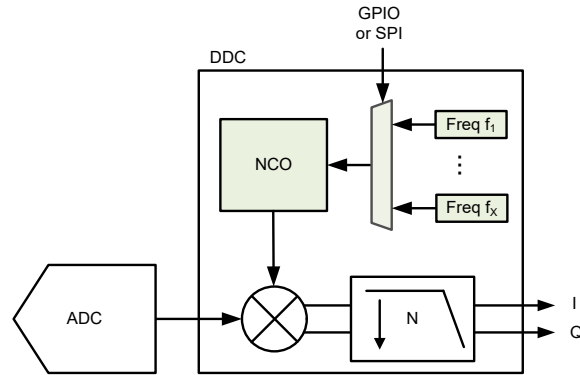 GPIO
or SPI
DDC
Freq f₁
NCO
⋮
Freq fₓ
ADC
N
I
Q